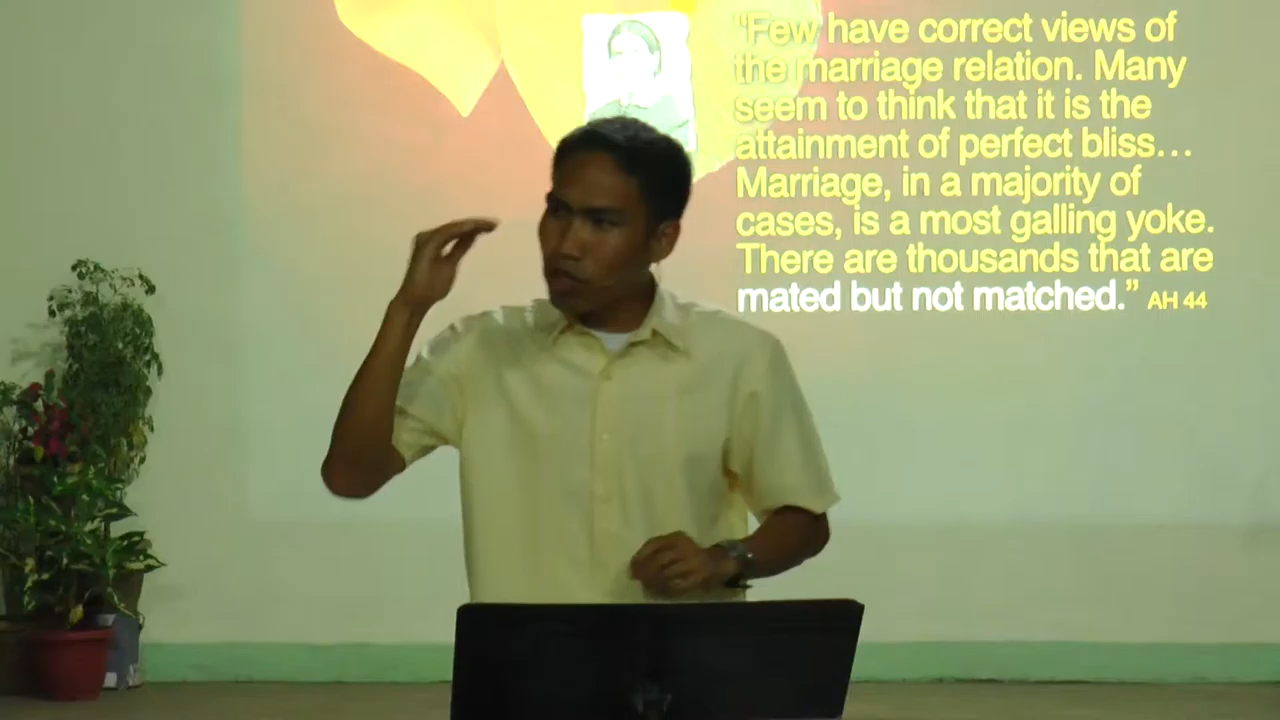 “Few have correct views of
the marriage relation. Many
seem to think that it is the
attainment of perfect bliss…
Marriage, in a majority of
cases, is a most galling yoke.
There are thousands that are
mated but not matched.” AH 44